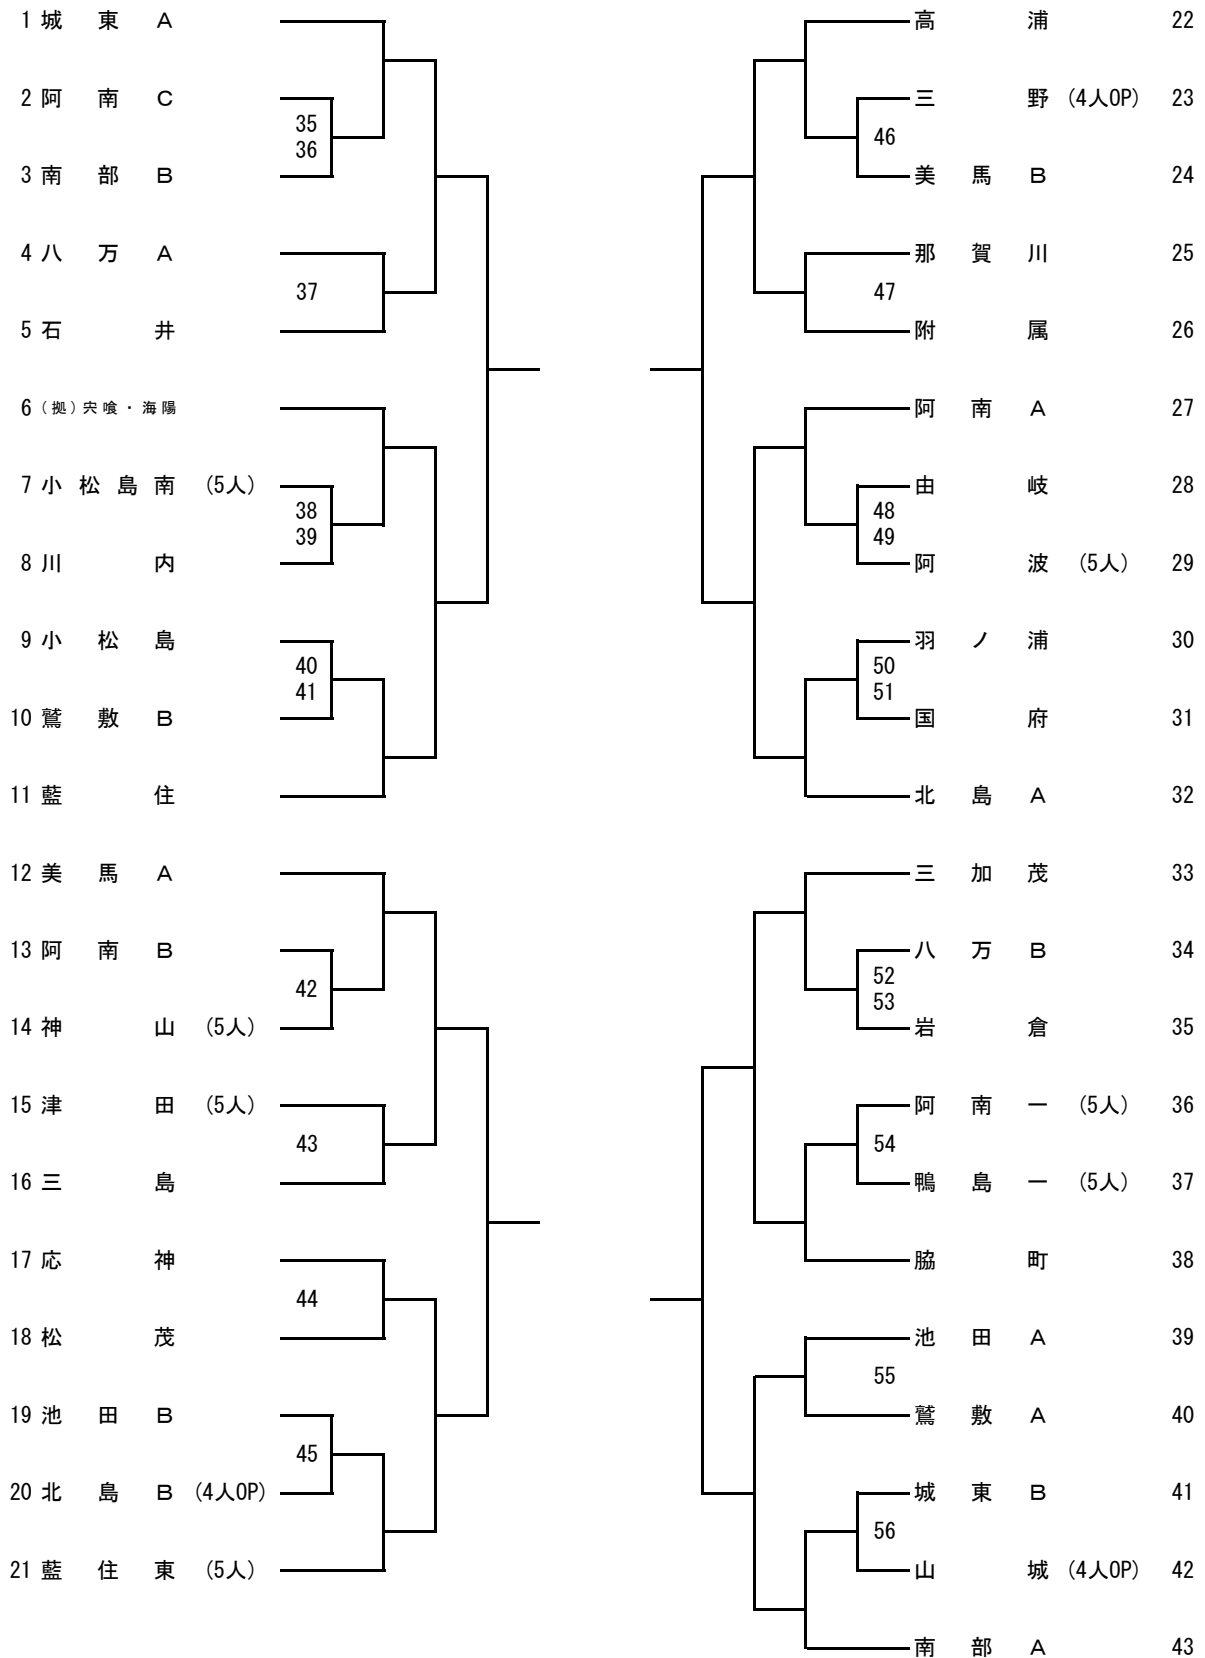 1 城 東 A
2 阿 南 C
35
36
3 南 部 B
4 八 万 A
37
5 石 井
6 (拠)宍喰・海陽
7 小 松 島 南 (5人)
38
39
8 川 内
9 小 松 島
40
41
10 鷲 敷 B
11 藍 住
12 美 馬 A
13 阿 南 B
42
14 神 山 (5人)
15 津 田 (5人)
43
16 三 島
17 応 神
44
18 松 茂
19 池 田 B
45
20 北 島 B (4人OP)
21 藍 住 東 (5人)
高 浦 22
三 野 (4人OP) 23
46
美 馬 B 24
那 賀 川 25
47
附 属 26
阿 南 A 27
由 岐 28
48
49
阿 波 (5人) 29
羽 ノ 浦 30
50
51
国 府 31
北 島 A 32
三 加 茂 33
八 万 B 34
52
53
岩 倉 35
阿 南 一 (5人) 36
54
鴨 島 一 (5人) 37
脇 町 38
池 田 A 39
55
鷲 敷 A 40
城 東 B 41
56
山 城 (4人OP) 42
南 部 A 43